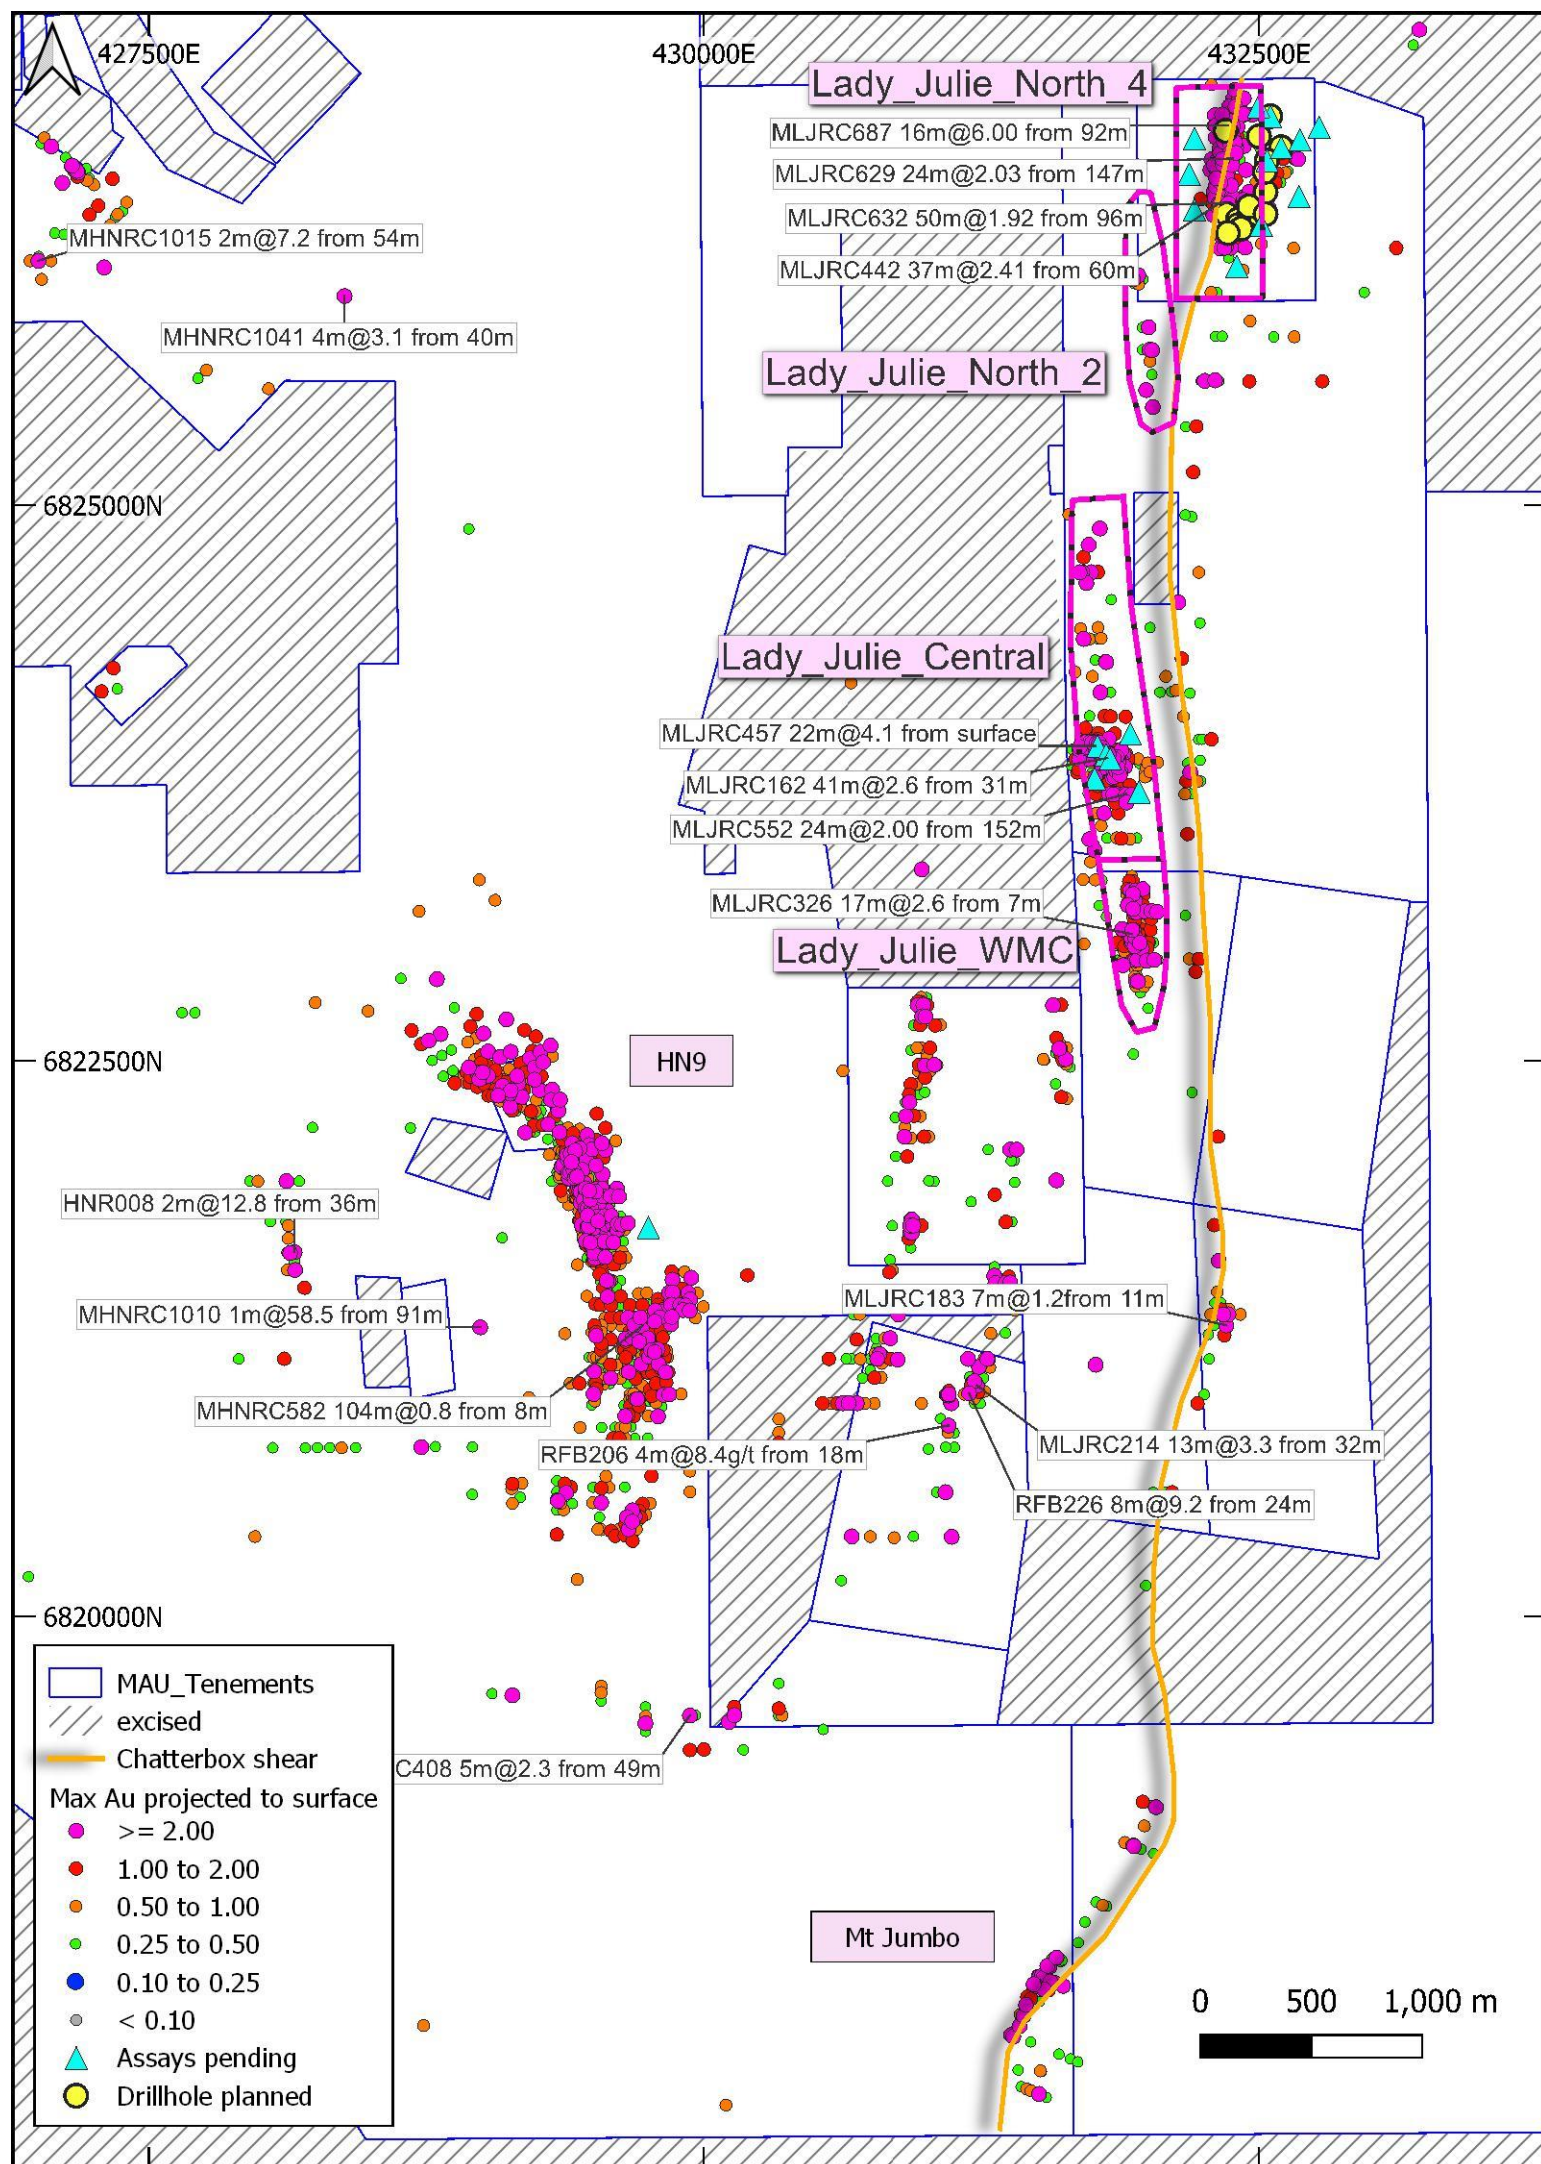 427500E
430000E
432500E
Lady_Julie_North_4
MLJRC687 16m@6.00 from 92m
MLJRC629 24m@2.03 from 147m
MLJRC632 50m@1.92 from 96m
MHNRC1015 2m@7.2 from 54m
MLJRC442 37m@2.41 from 60m
MHNRC1041 4m@3.1 from 40m
Lady_Julie_North_2
6825000N
Lady_Julie_Central
MLJRC457 22m@4.1 from surface
MLJRC162 41m@2.6 from 31m
MLJRC552 24m@2.00 from 152m
MLJRC326 17m@2.6 from 7m
Lady_Julie_WMC
6822500N
HN9
HNR008 2m@12.8 from 36m
MLJRC183 7m@1.2from 11m
MHNRC1010 1m@58.5 from 91m
MHNRC582 104m@0.8 from 8m
RFB206 4m@8.4g/t from 18m
MLJRC214 13m@3.3 from 32m
RFB226 8m@9.2 from 24m
6820000N
MAU_Tenements
excised
Chatterbox shear
C408 5m@2.3 from 49m
Max Au projected to surface
>= 2.00
1.00 to 2.00
0.50 to 1.00
0.25 to 0.50
0.10 to 0.25
< 0.10
Assays pending
Drillhole planned
Mt Jumbo
0 500 1,000 m